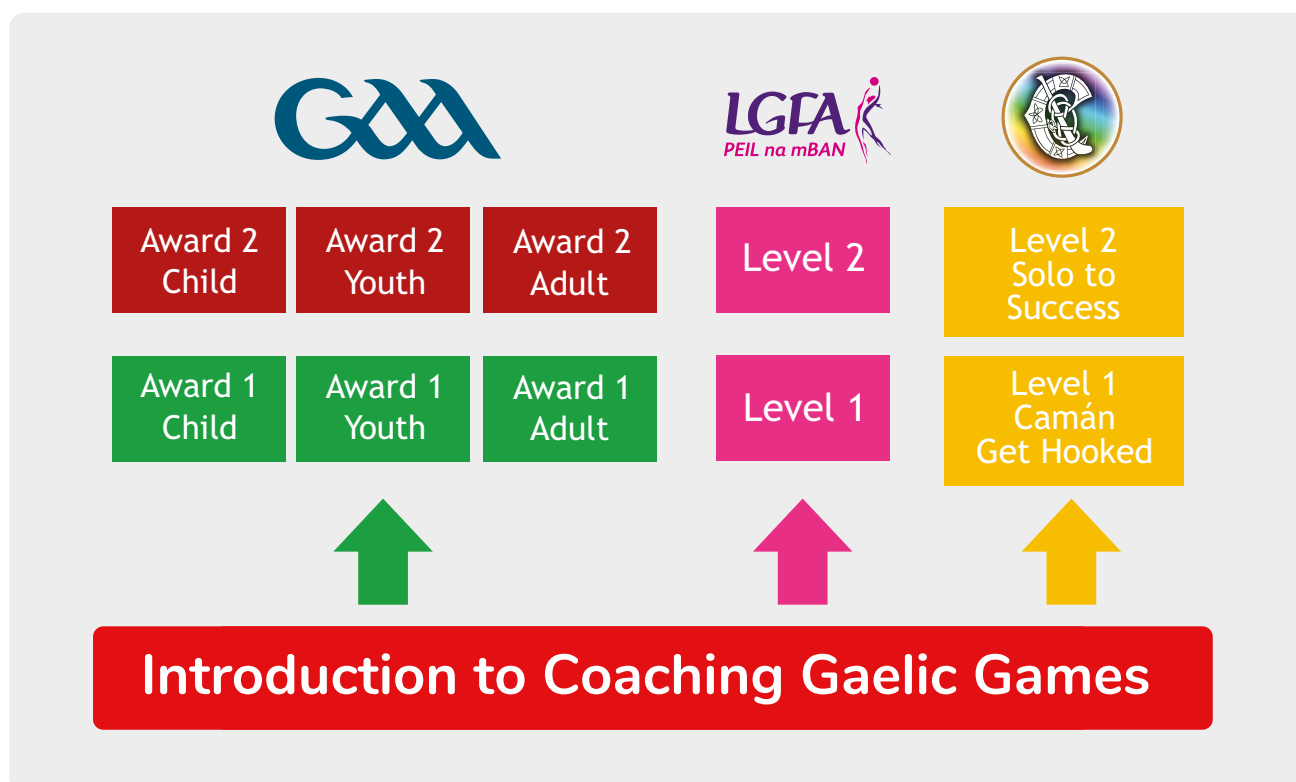 GAA
LGFA
PEIL na mBAN
Award 2
Child
Award 2
Youth
Award 2
Adult
Level 2
Level 2
Solo to
Success
Award 1
Child
Award 1
Youth
Award 1
Adult
Level 1
Level 1
Camán
Get Hooked
Introduction to Coaching Gaelic Games